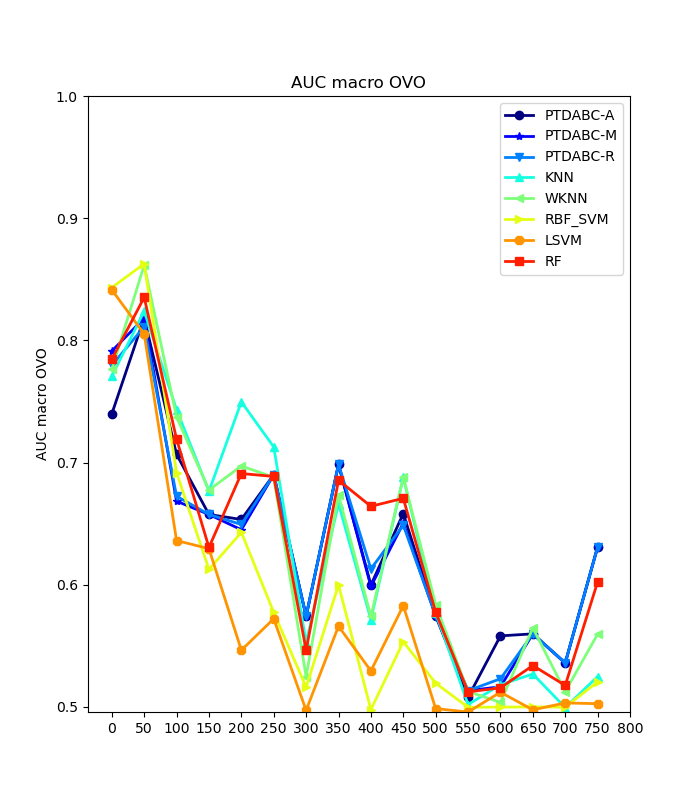 AUC macro OVO
1.0
0.9
0.8
0.7
0.6
0.5
AUC macro OVO
PTDABC-A
PTDABC-M
PTDABC-R
KNN
WKNN
RBF_SVM
LSVM
RF
0 50 100 150 200 250 300 350 400 450 500 550 600 650 700 750 800